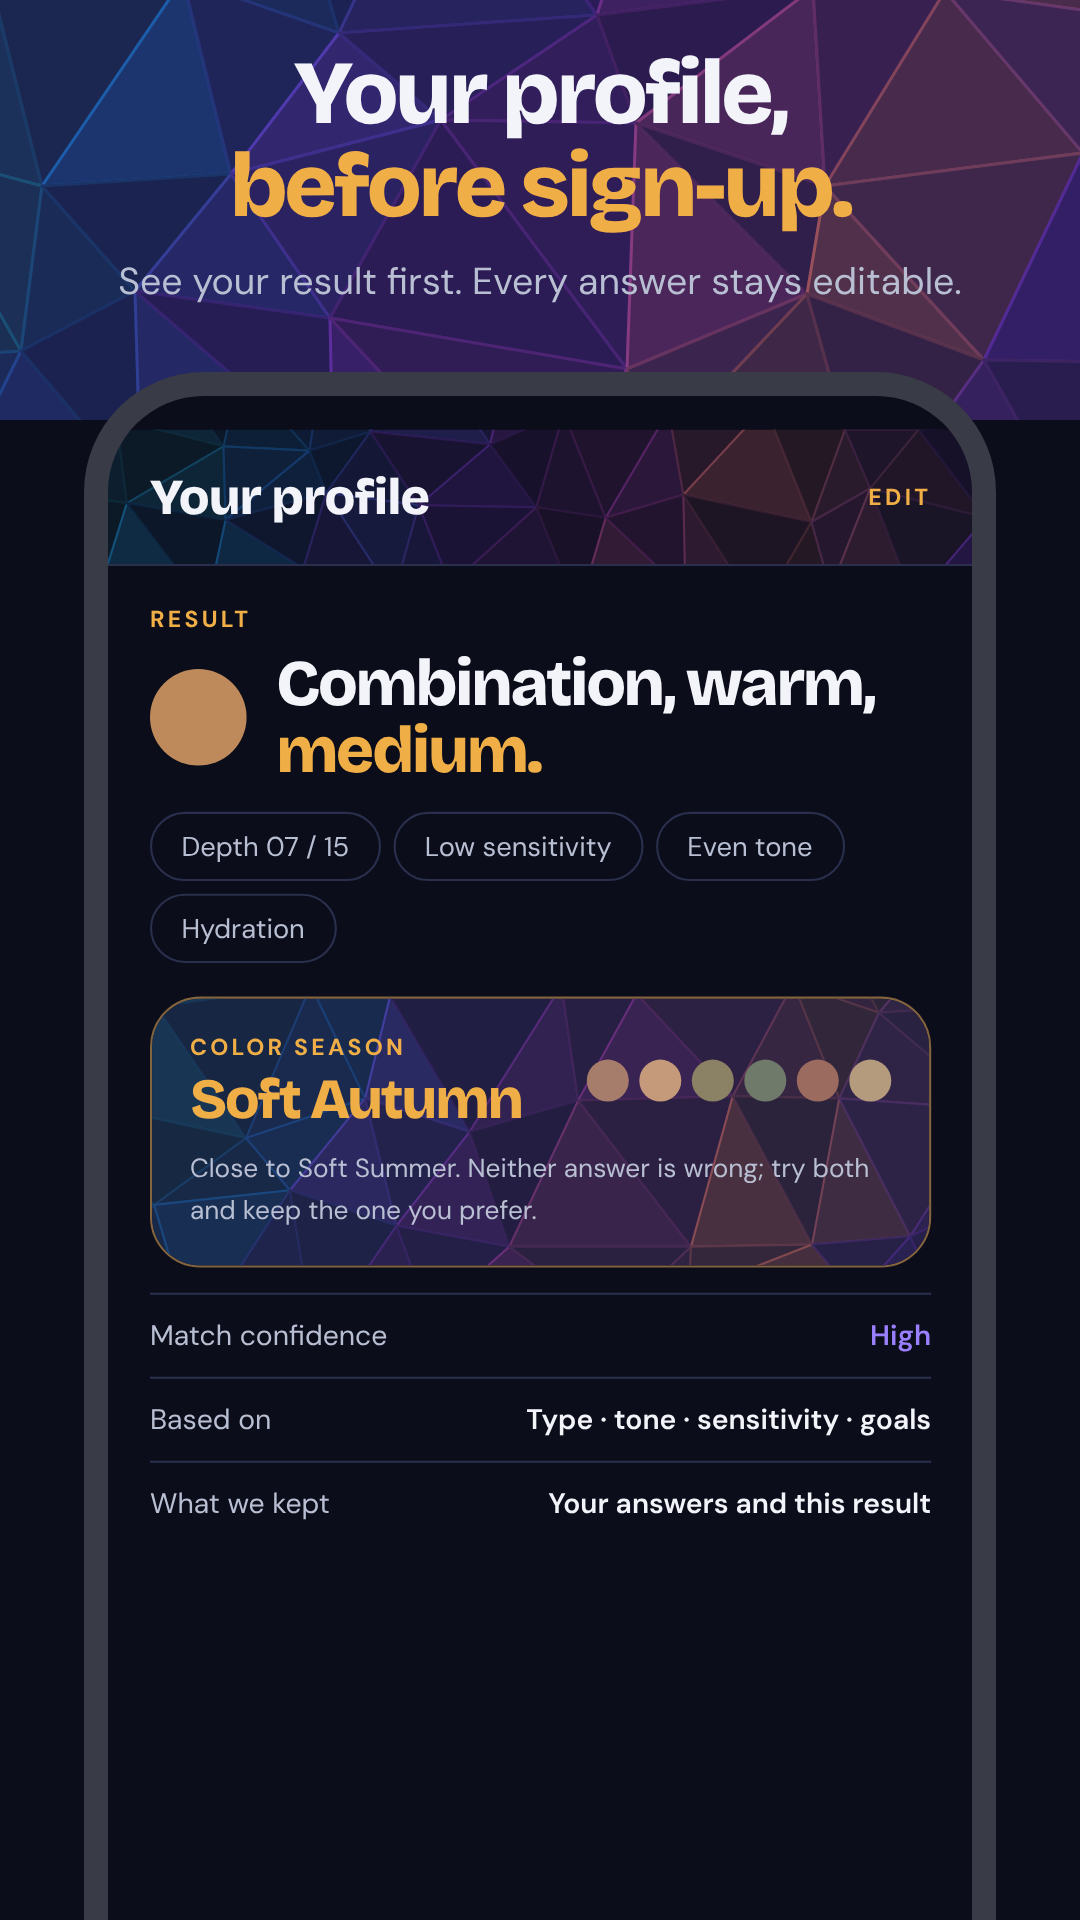 Your profile,
before sign-up.
See your result first. Every answer stays editable.
Your profile
EDIT
RESULT
Combination, warm,
medium.
Depth 07 / 15
Low sensitivity
Even tone
Hydration
COLOR SEASON
Soft Autumn
Close to Soft Summer. Neither answer is wrong; try both
and keep the one you prefer.
Match confidence
High
Based on
Type · tone · sensitivity · goals
What we kept
Your answers and this result